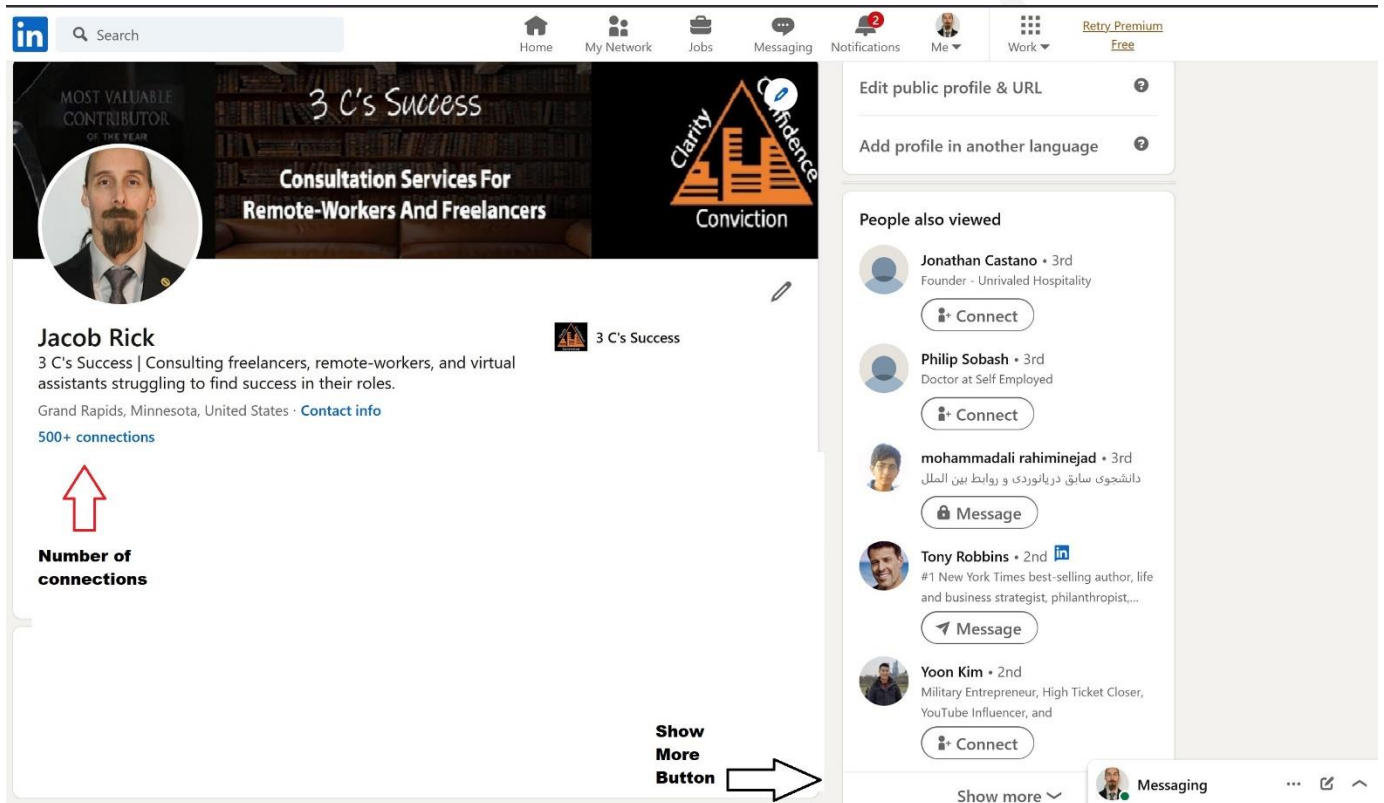 in
Search
Home
My Network
Jobs
Messaging
2
Notifications
Me
Work
Retry Premium
Free
MOST VALUABLE
CONTRIBUTOR
OF THE YEAR
3 C's Success
Consultation Services For
Remote-Workers And Freelancers
Clarity
Confidence
Conviction
Jacob Rick
3 C's Success | Consulting freelancers, remote-workers, and virtual
assistants struggling to find success in their roles.
Grand Rapids, Minnesota, United States · Contact info
500+ connections
3 C's Success
Number of
connections
Show
More
Button
Edit public profile & URL
Add profile in another language
People also viewed
Jonathan Castano • 3rd
Founder - Unrivaled Hospitality
Connect
Philip Sobash • 3rd
Doctor at Self Employed
Connect
mohammadali rahiminejad • 3rd
دانشجوی سابق دریانوردی و روابط بین الملل
Message
Tony Robbins • 2nd in
#1 New York Times best-selling author, life
and business strategist, philanthropist,...
Message
Yoon Kim • 2nd
Military Entrepreneur, High Ticket Closer,
YouTube Influencer, and
Connect
Show more
Messaging